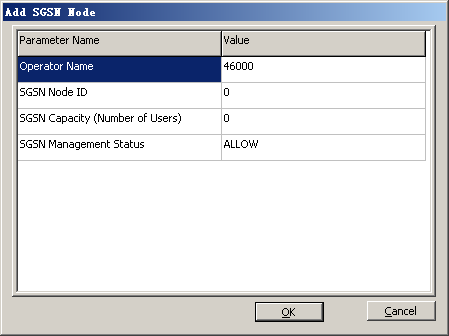 Add SGSN Node
Parameter Name Value
Operator Name 46000
SGSN Node ID 0
SGSN Capacity (Number of Users) 0
SGSN Management Status ALLOW
OK Cancel